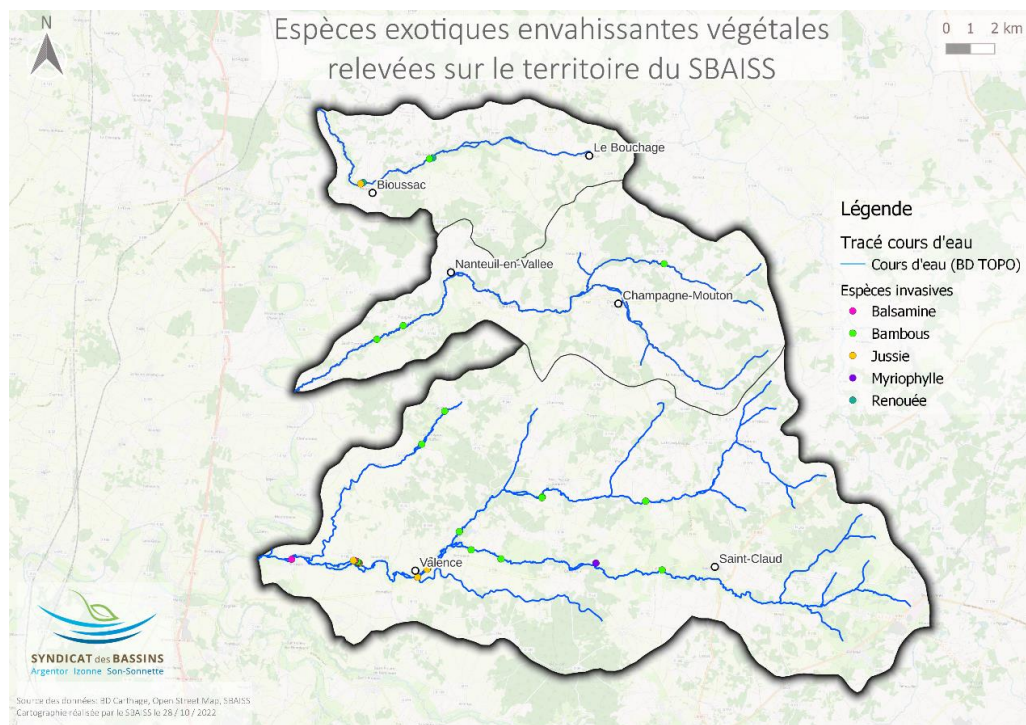 Espèces exotiques envahissantes végétales
relevées sur le territoire du SBAISS
N
0 1 2 km
Le Bouchage
Bioussac
Nanteuil-en-Vallee
Champagne-Mouton
Valence
Saint-Claud
Légende
Tracé cours d'eau
Cours d'eau (BD TOPO)
Espèces invasives
Balsamine
Bambous
Jussie
Myriophylle
Renouée
SYNDICAT des BASSINS
Argentor Izonne Son-Sonnette
Source des données: BD Carthage, Open Street Map, SBAISS
Cartographie réalisée par le SBAISS le 28 / 10 / 2022